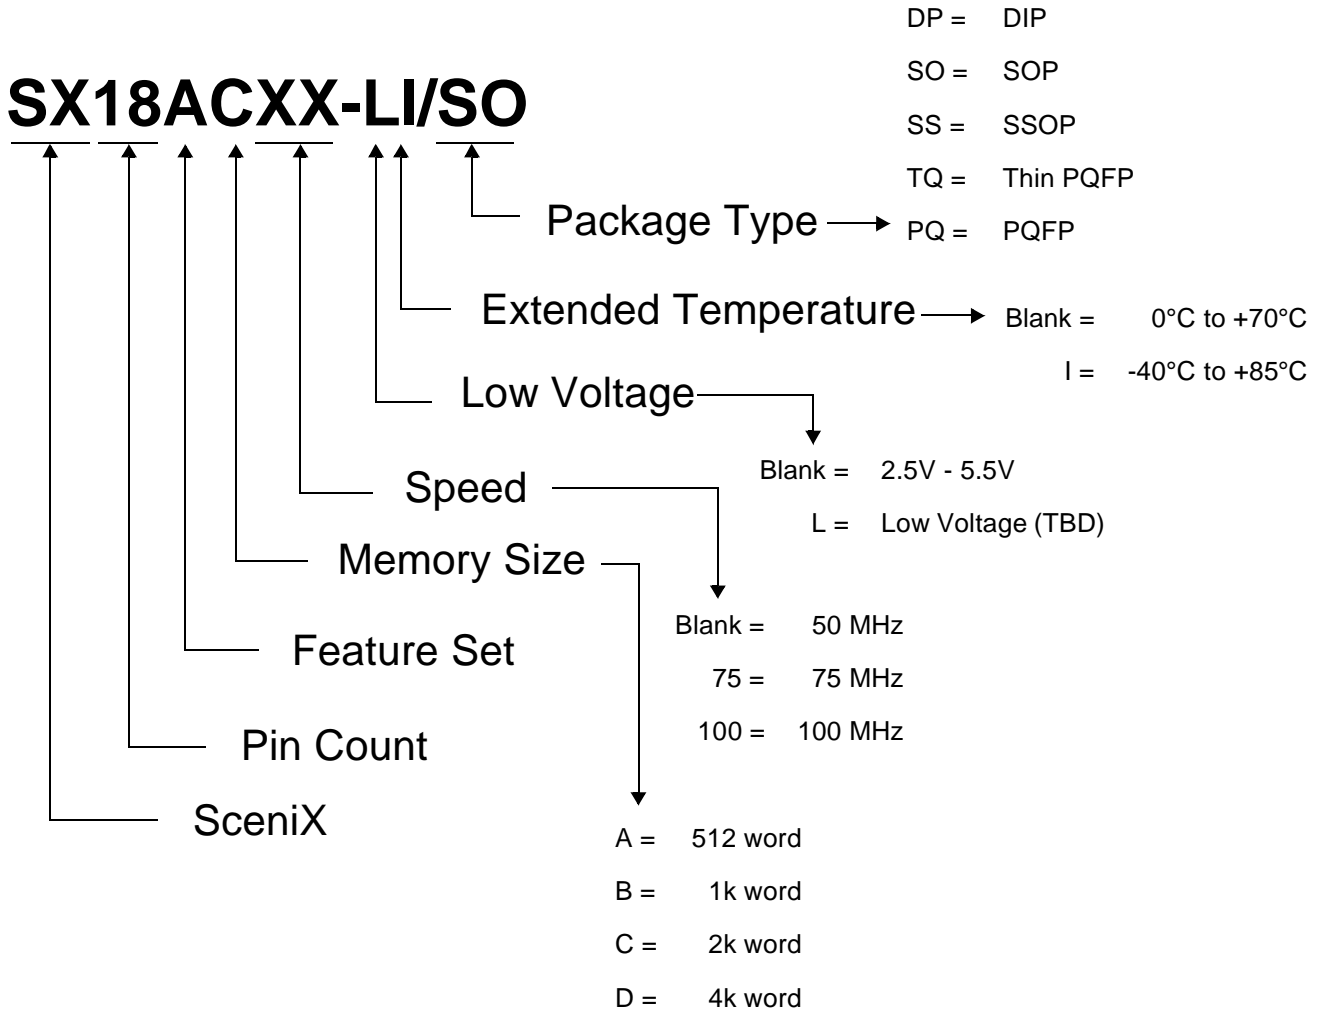 DP = DIP
SO = SOP
SS = SSOP
TQ = Thin PQFP
PQ = PQFP
SX18ACXX-LI/SO
Package Type
Extended Temperature
Blank = 0°C to +70°C
I = -40°C to +85°C
Low Voltage
Blank = 2.5V - 5.5V
L = Low Voltage (TBD)
Speed
Blank = 50 MHz
75 = 75 MHz
100 = 100 MHz
Memory Size
A = 512 word
B = 1k word
C = 2k word
D = 4k word
Feature Set
Pin Count
SceniX